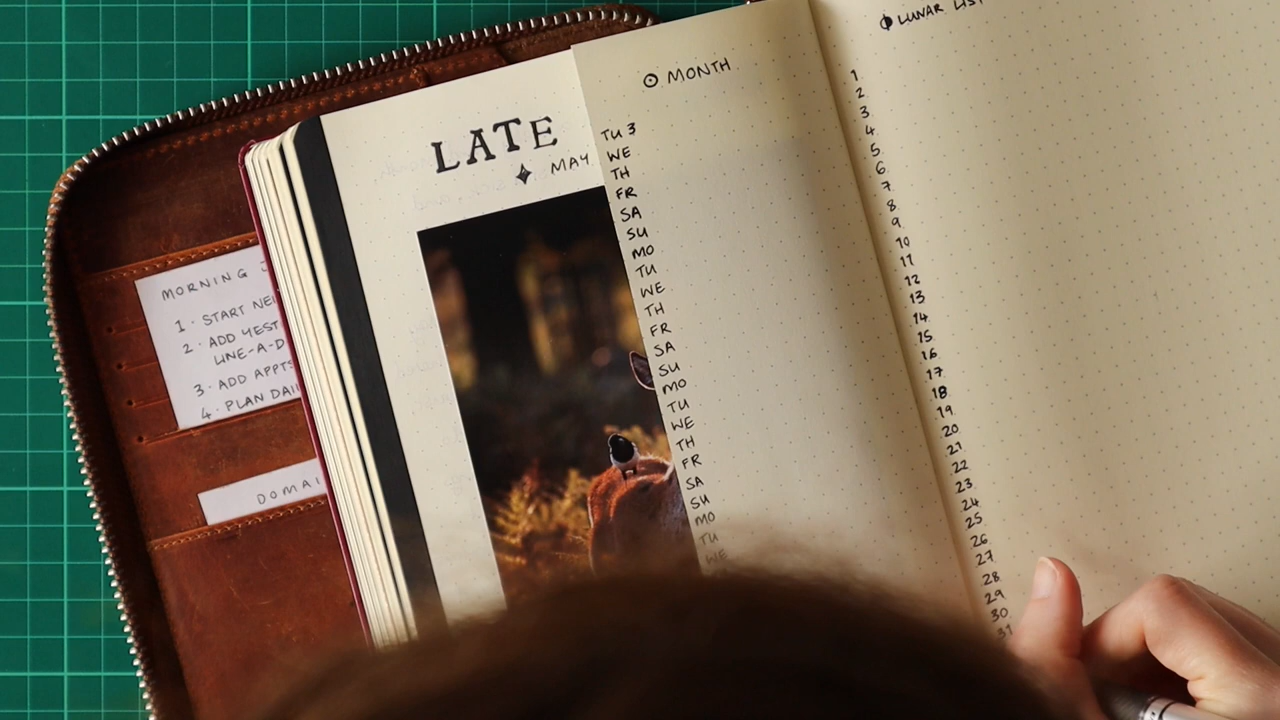 MORNING
1. START
2. ADD
LINE-A-D
3. ADD APPTS
4. PLAN
DOMAI
LATE
MAY
MONTH
TU 3
WE
TH
FR
SA
SU
MO
TU
WE
TH
FR
SA
SU
MO
TU
WE
TH
FR
SA
SU
MO
TU
WE
LUNAR LIST
1
2
3
4
5
6
7
8
9
10
11
12
13
14
15
16
17
18
19
20
21
22
23
24
25
26
27
28
29
30
31